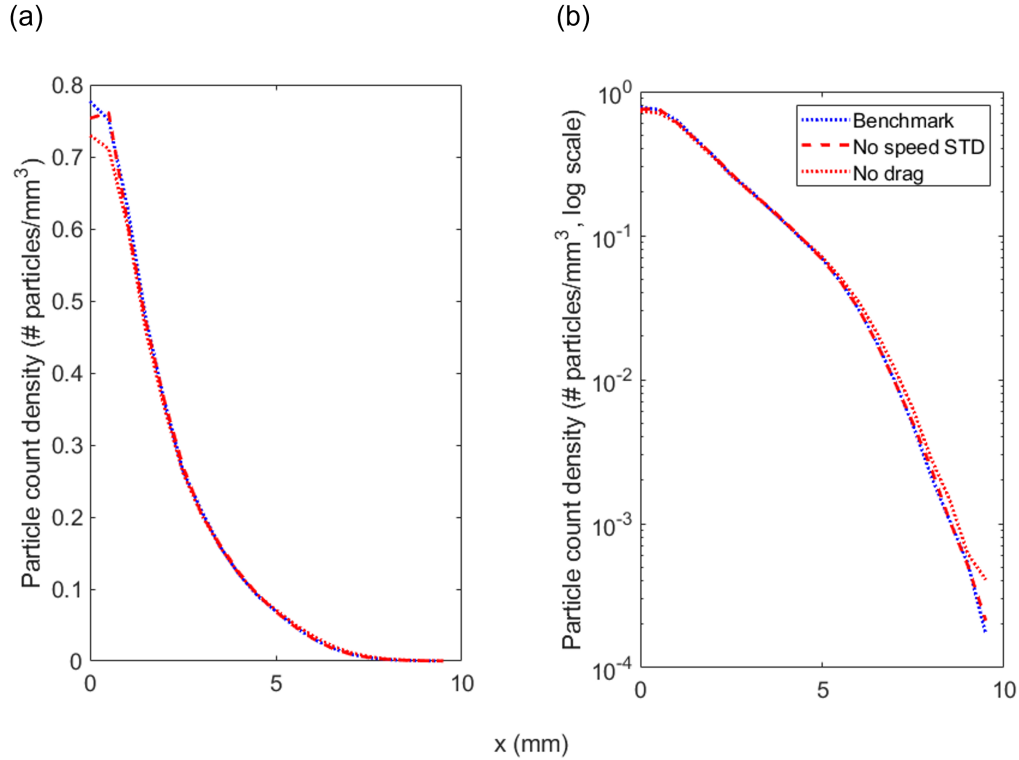 (a)
(b)
Particle count density (# particles/mm³)
0.8
0.7
0.6
0.5
0.4
0.3
0.2
0.1
0
0
5
10
Particle count density (# particles/mm³, log scale)
10⁰
10⁻¹
10⁻²
10⁻³
10⁻⁴
0
5
10
Benchmark
No speed STD
No drag
x (mm)